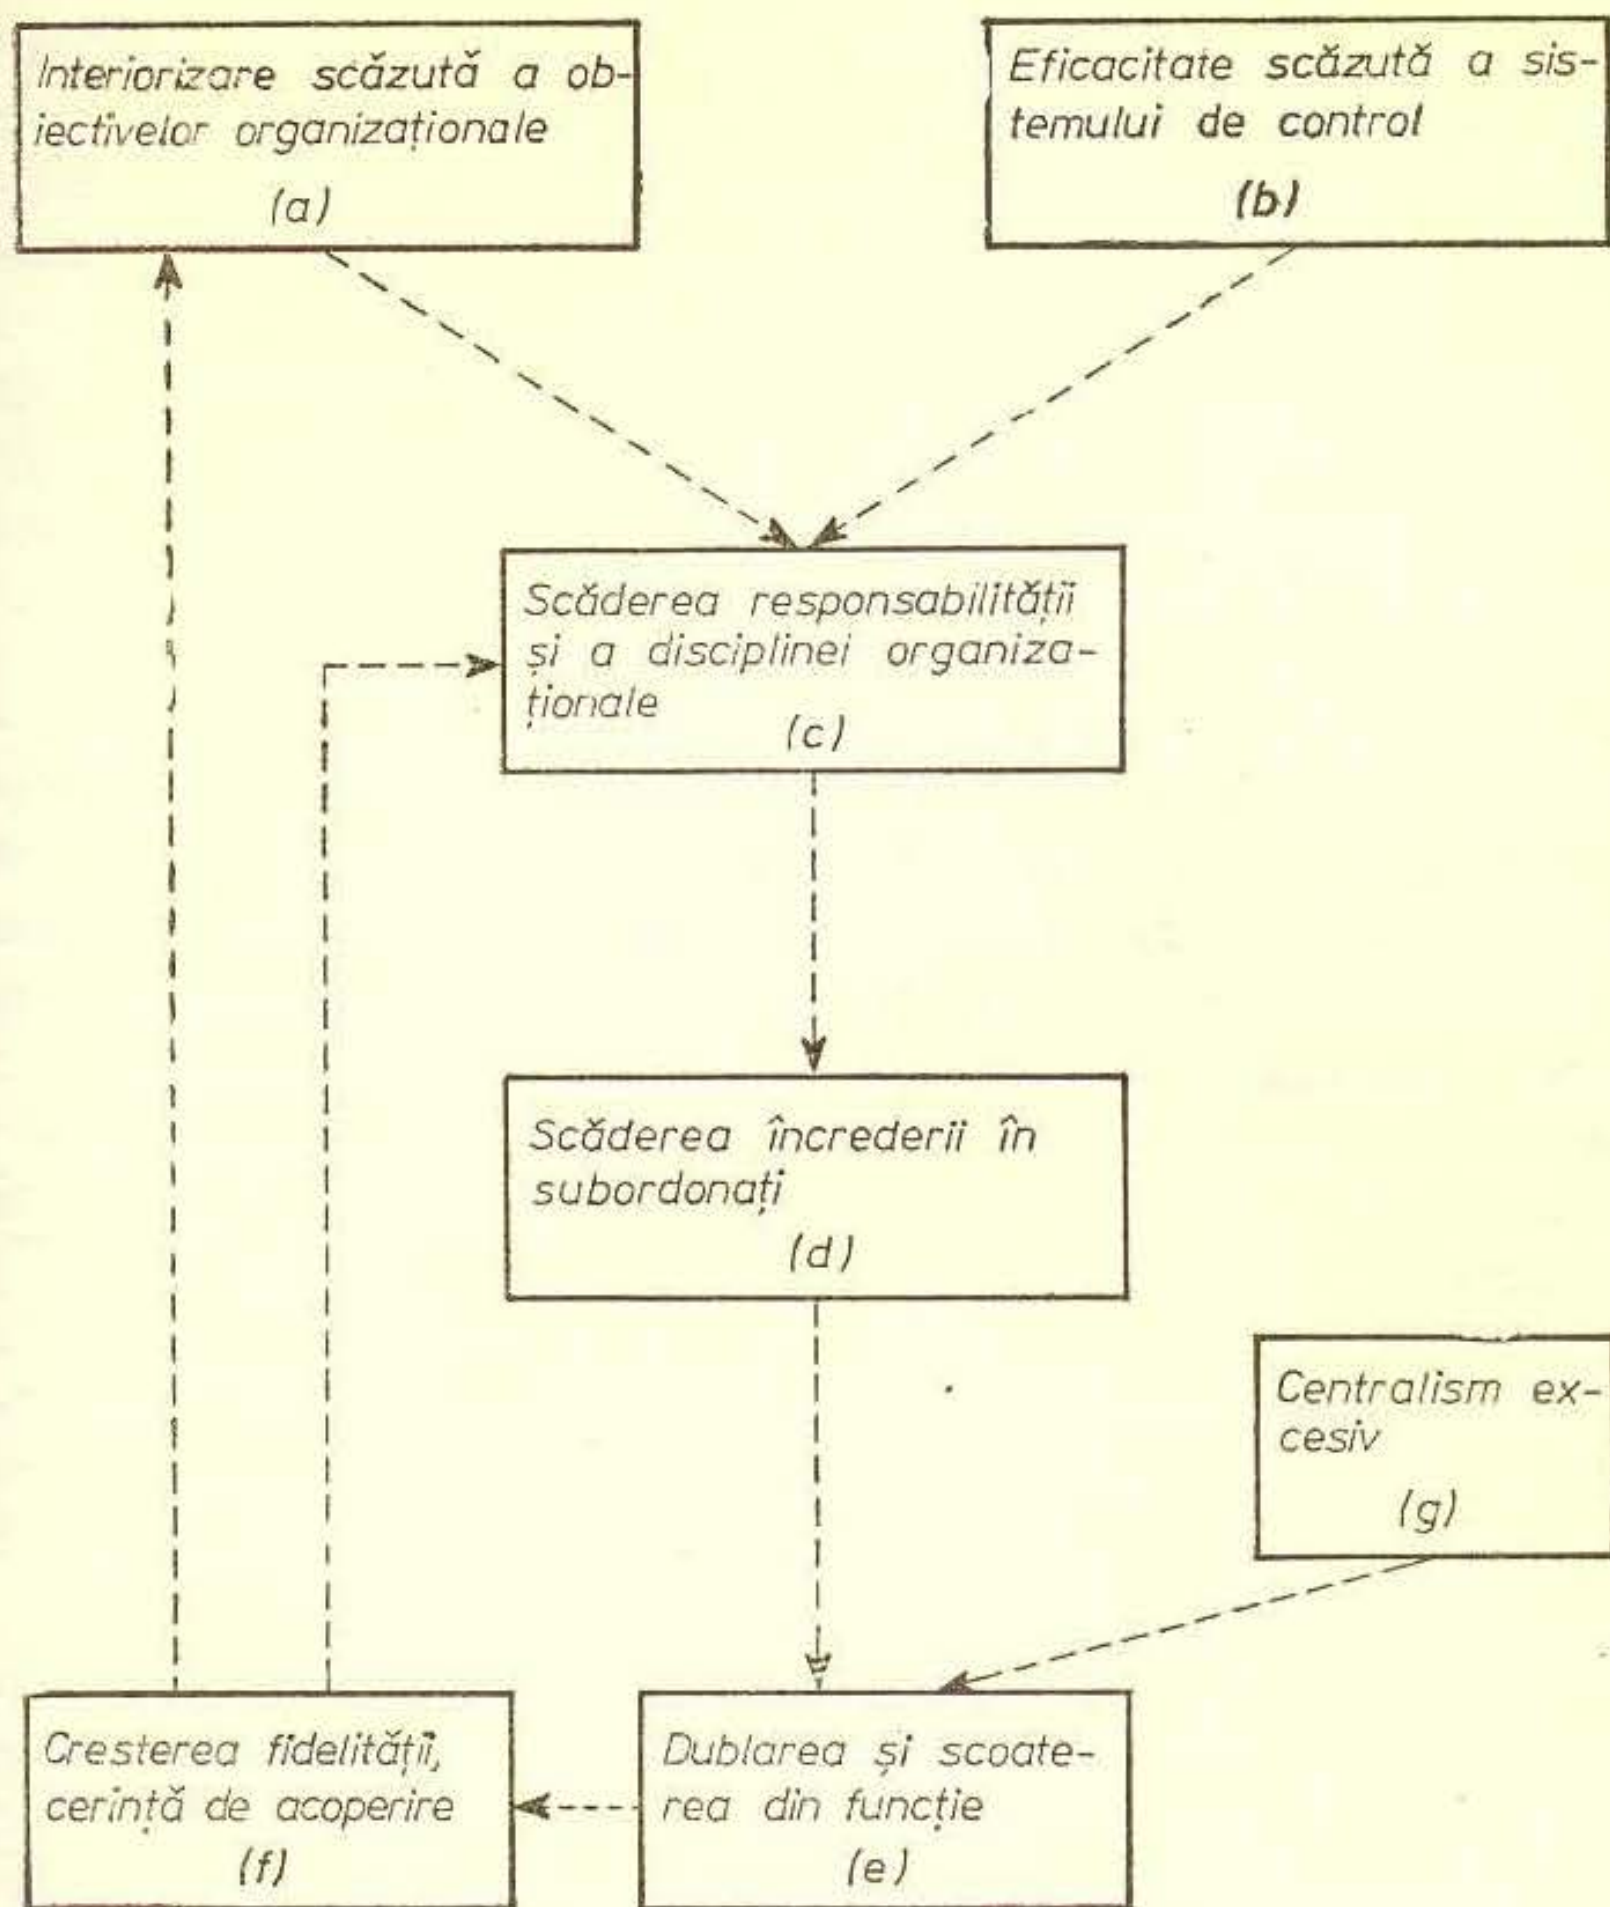 Interiorizare scăzută a ob-
iectivelor organizaționale
(a)
Eficacitate scăzută a sis-
temului de control
(b)
Scăderea responsabilității
și a disciplinei organiza-
ționale
(c)
Scăderea încrederii în
subordonați
(d)
Centralism ex-
cesiv
(g)
Cresterea fidelității,
cerință de acoperire
(f)
Dublarea și scoate-
rea din funcție
(e)